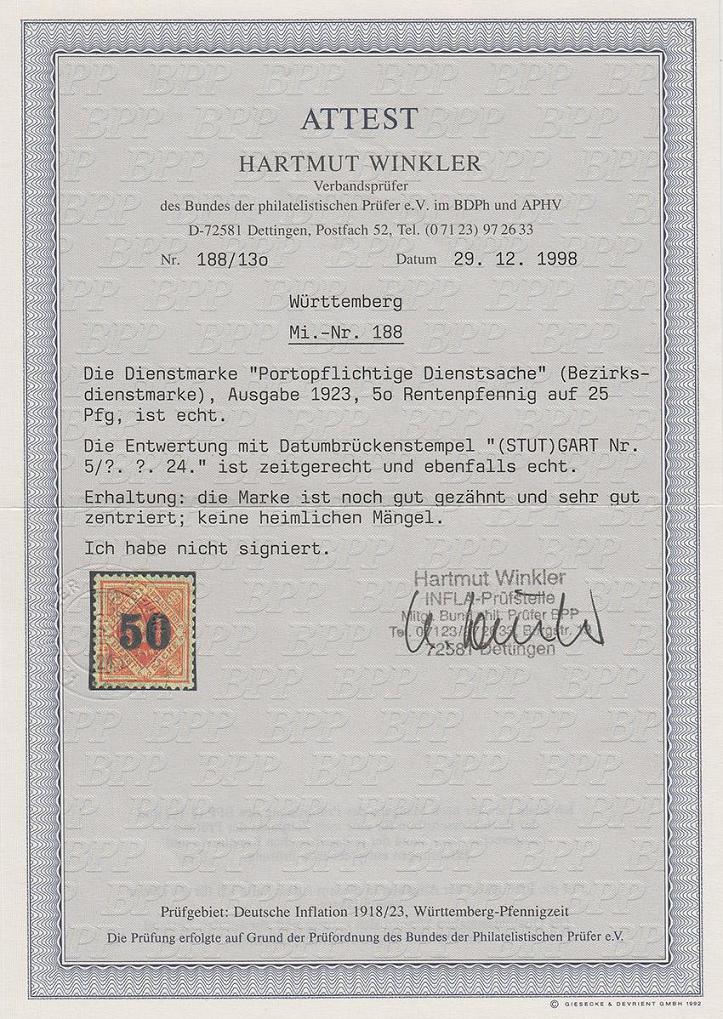 ATTEST
HARTMUT WINKLER
Verbandsprüfer
des Bundes der philatelistischen Prüfer e.V. im BDPh und APHV
D-72581 Dettingen, Postfach 52, Tel. (0 71 23) 97 26 33
Nr. 188/13o Datum 29. 12. 1998
Württemberg
Mi.-Nr. 188
Die Dienstmarke "Portopflichtige Dienstsache" (Bezirks-
dienstmarke), Ausgabe 1923, 5o Rentenpfennig auf 25
Pfg, ist echt.
Die Entwertung mit Datumbrückenstempel "(STUT)GART Nr.
5/?. ?. 24." ist zeitgerecht und ebenfalls echt.
Erhaltung: die Marke ist noch gut gezähnt und sehr gut
zentriert; keine heimlichen Mängel.
Ich habe nicht signiert.
50
Hartmut Winkler
INFLA-Prüfstelle
Mitgl. Bund phil. Prüfer BPP
72581 Dettingen
Prüfgebiet: Deutsche Inflation 1918/23, Württemberg-Pfennigzeit
Die Prüfung erfolgte auf Grund der Prüfordnung des Bundes der Philatelistischen Prüfer e.V.
© GIESECKE & DEVRIENT GMBH 1992